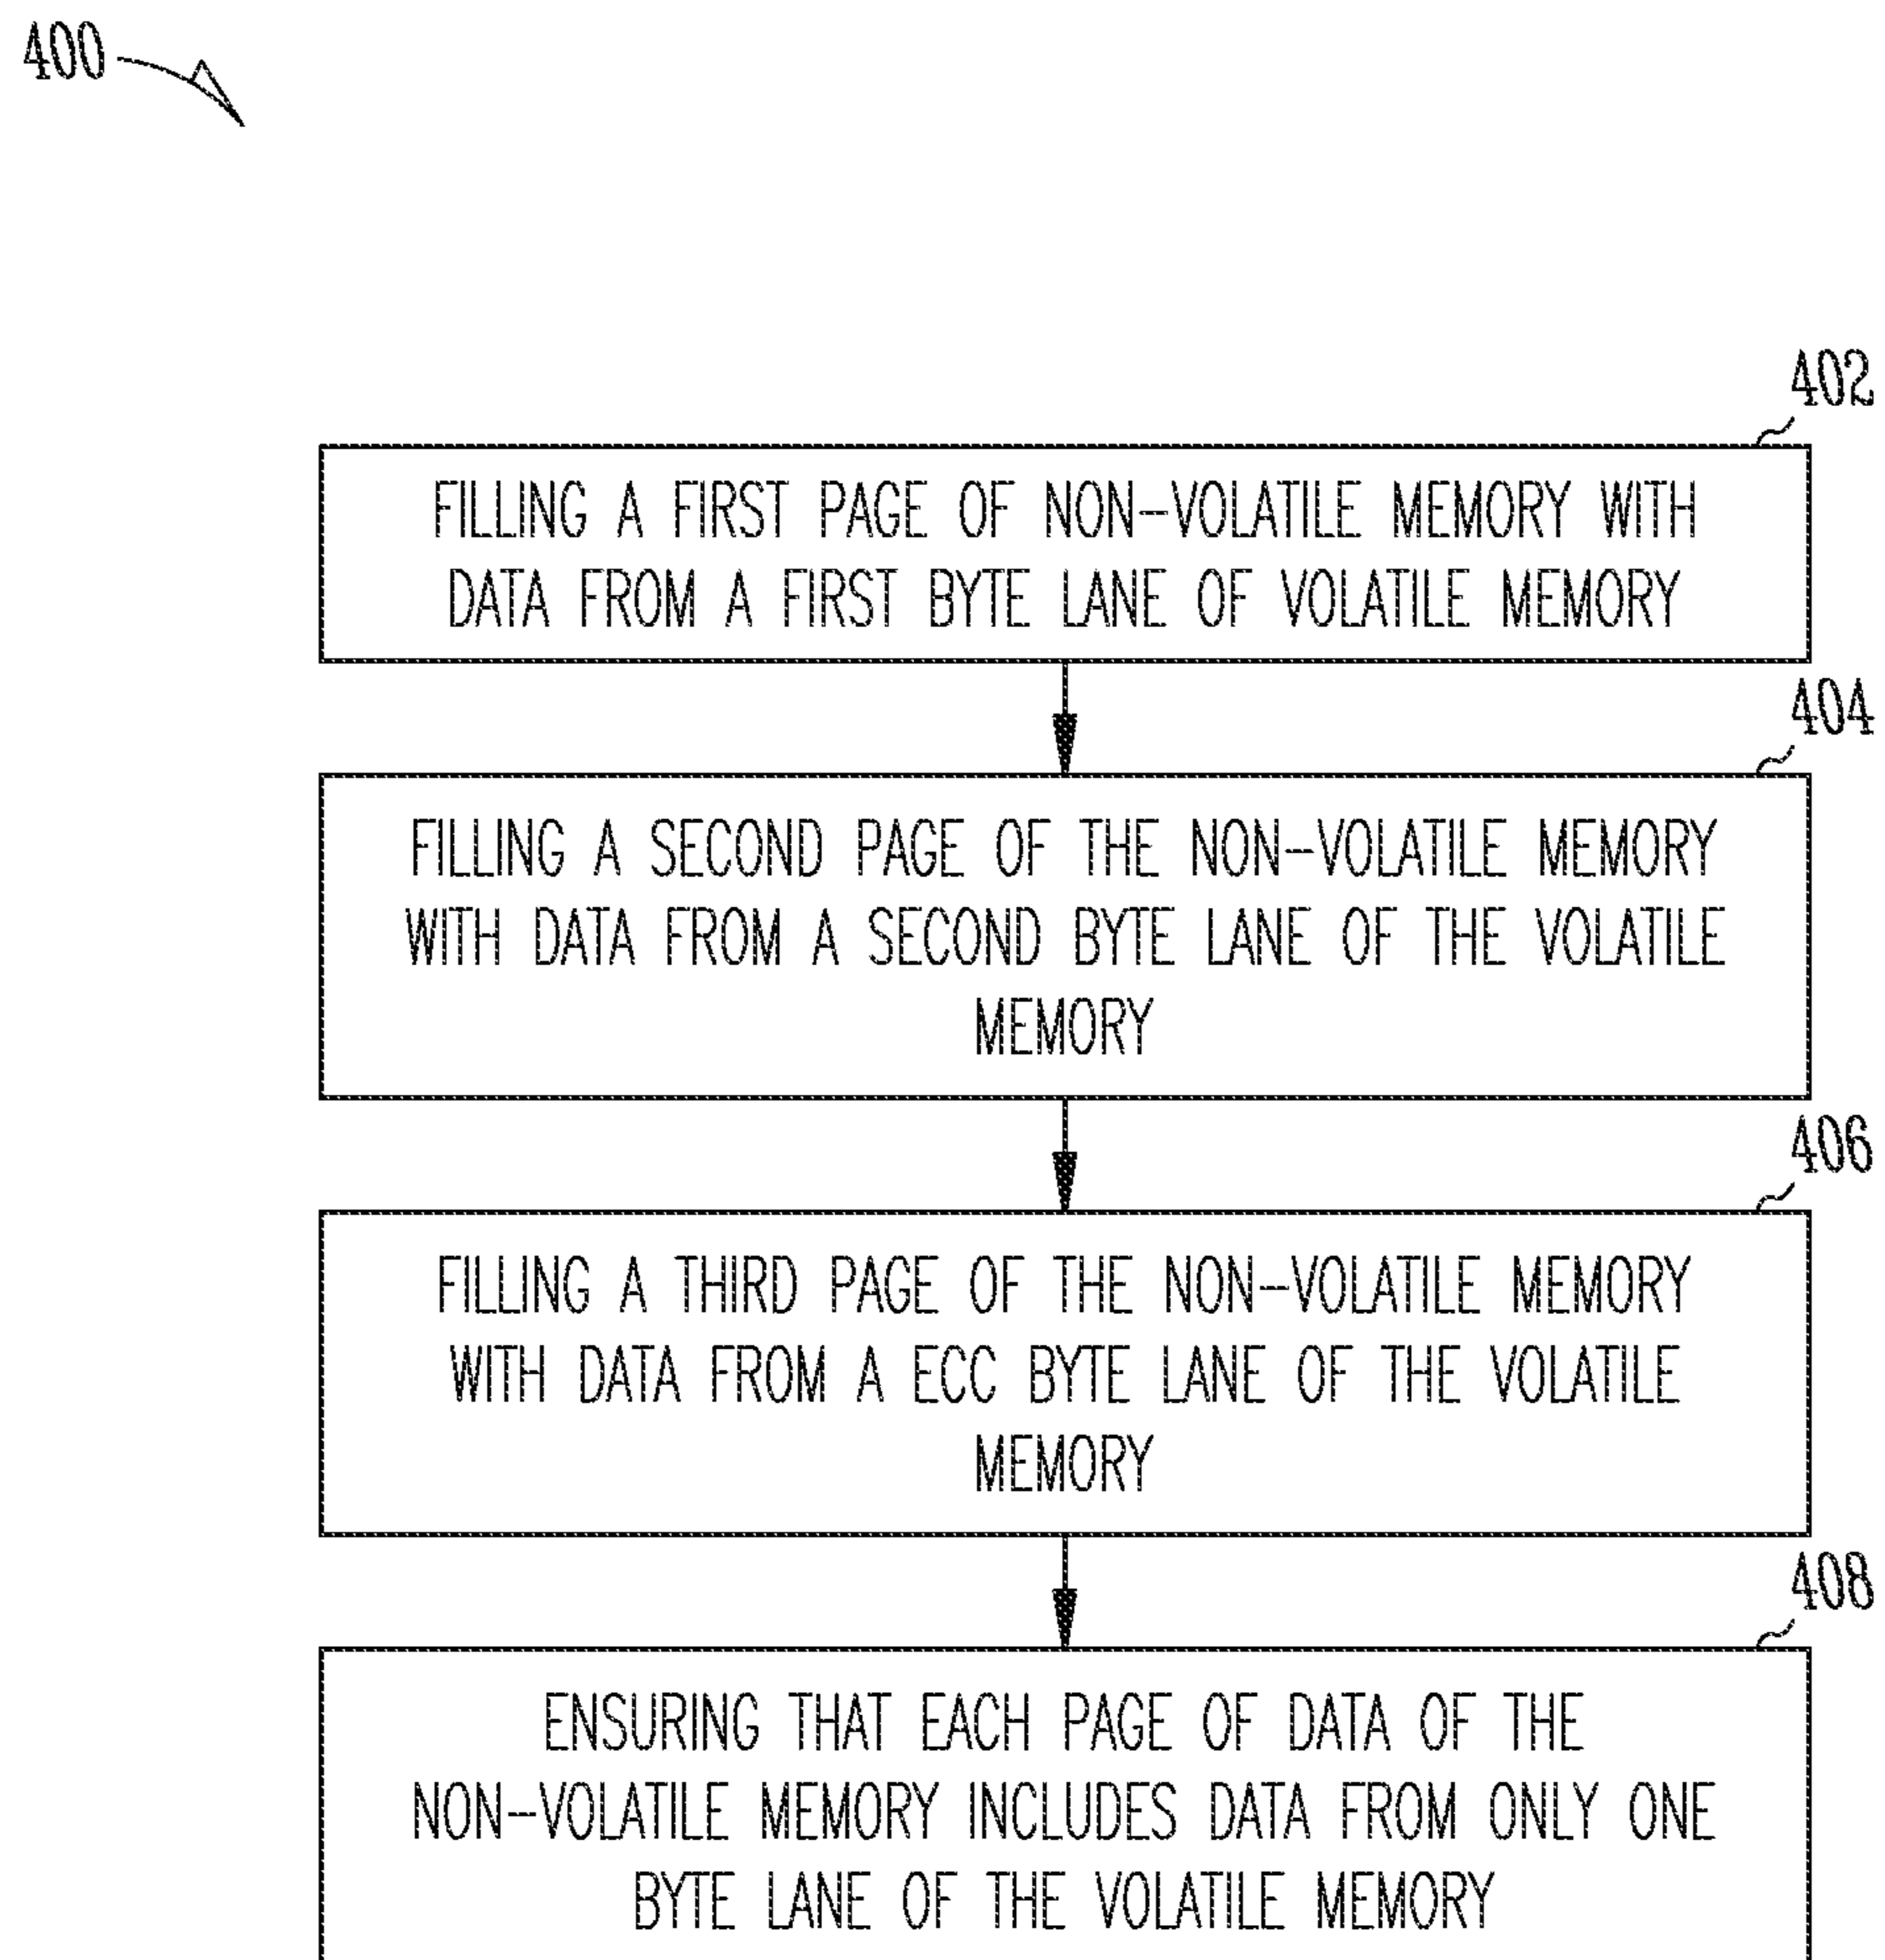 400
402
FILLING A FIRST PAGE OF NON-VOLATILE MEMORY WITH
DATA FROM A FIRST BYTE LANE OF VOLATILE MEMORY
404
FILLING A SECOND PAGE OF THE NON-VOLATILE MEMORY
WITH DATA FROM A SECOND BYTE LANE OF THE VOLATILE
MEMORY
406
FILLING A THIRD PAGE OF THE NON-VOLATILE MEMORY
WITH DATA FROM A ECC BYTE LANE OF THE VOLATILE
MEMORY
408
ENSURING THAT EACH PAGE OF DATA OF THE
NON-VOLATILE MEMORY INCLUDES DATA FROM ONLY ONE
BYTE LANE OF THE VOLATILE MEMORY